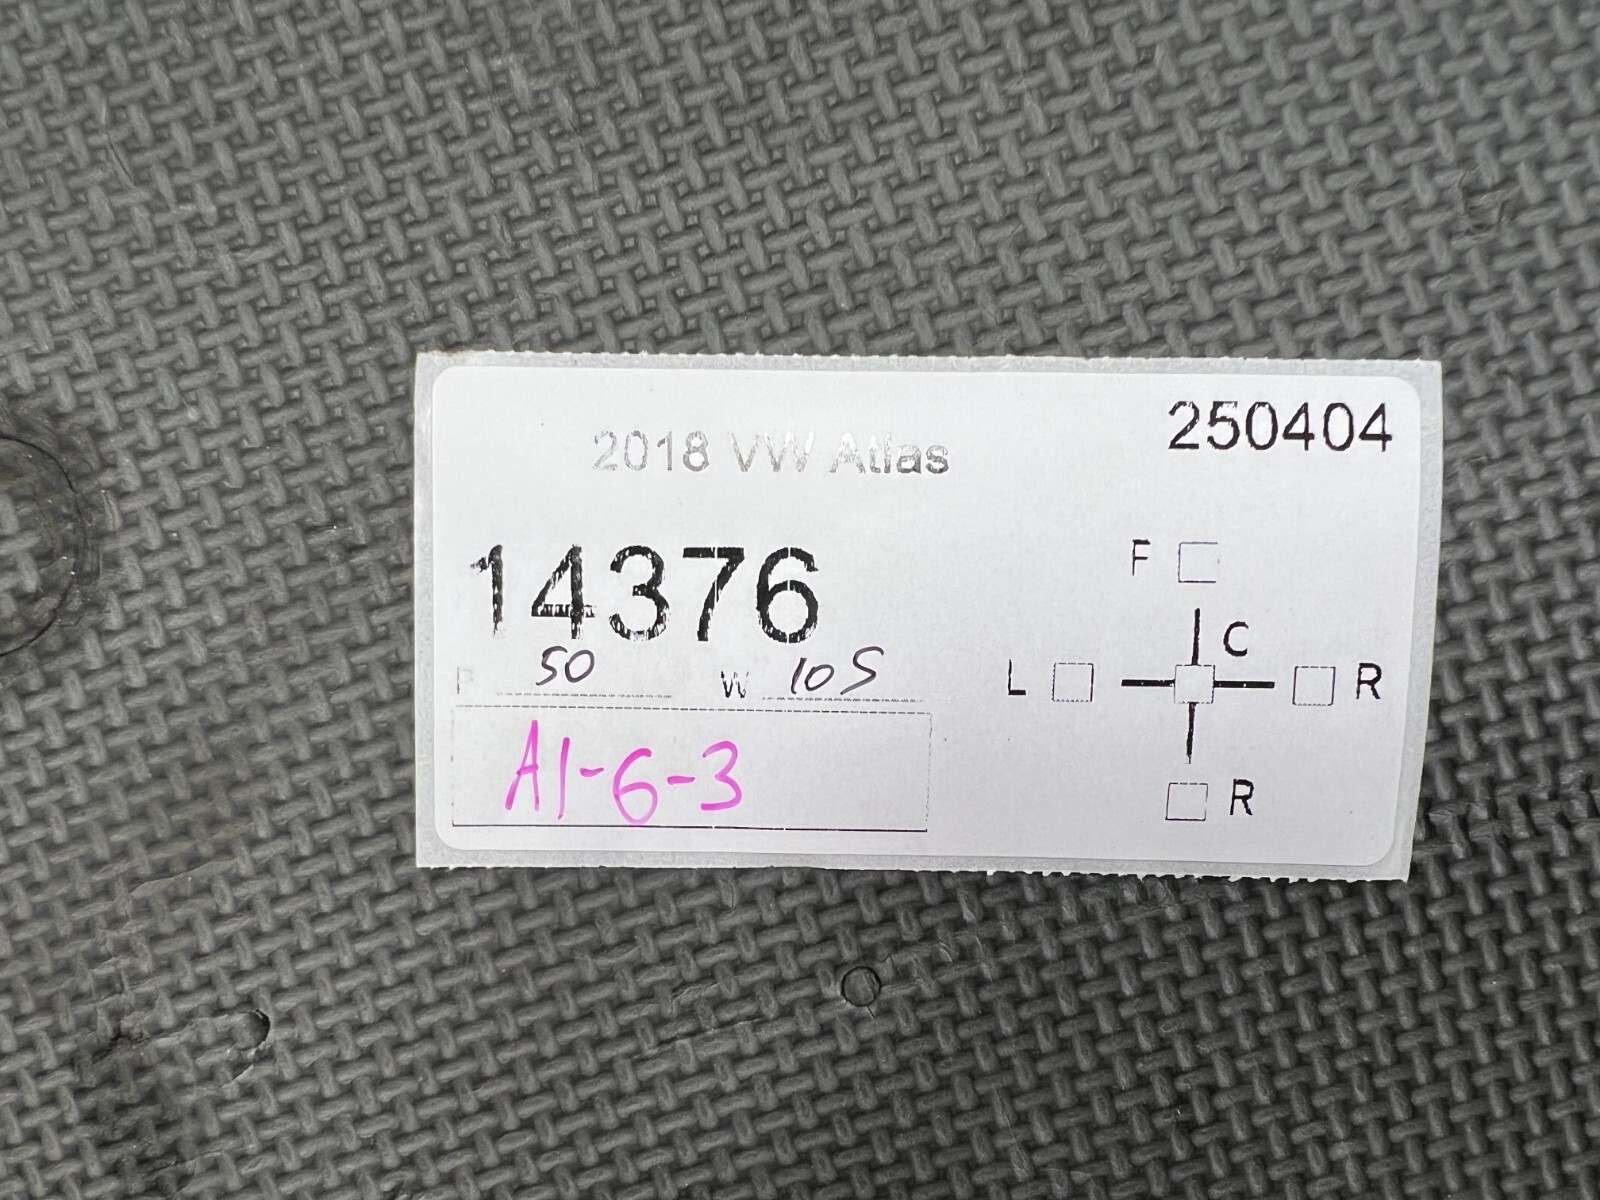 250404
2018 VW Atlas
14376
P 50 W 10S
A1-6-3
F
C
L R
R